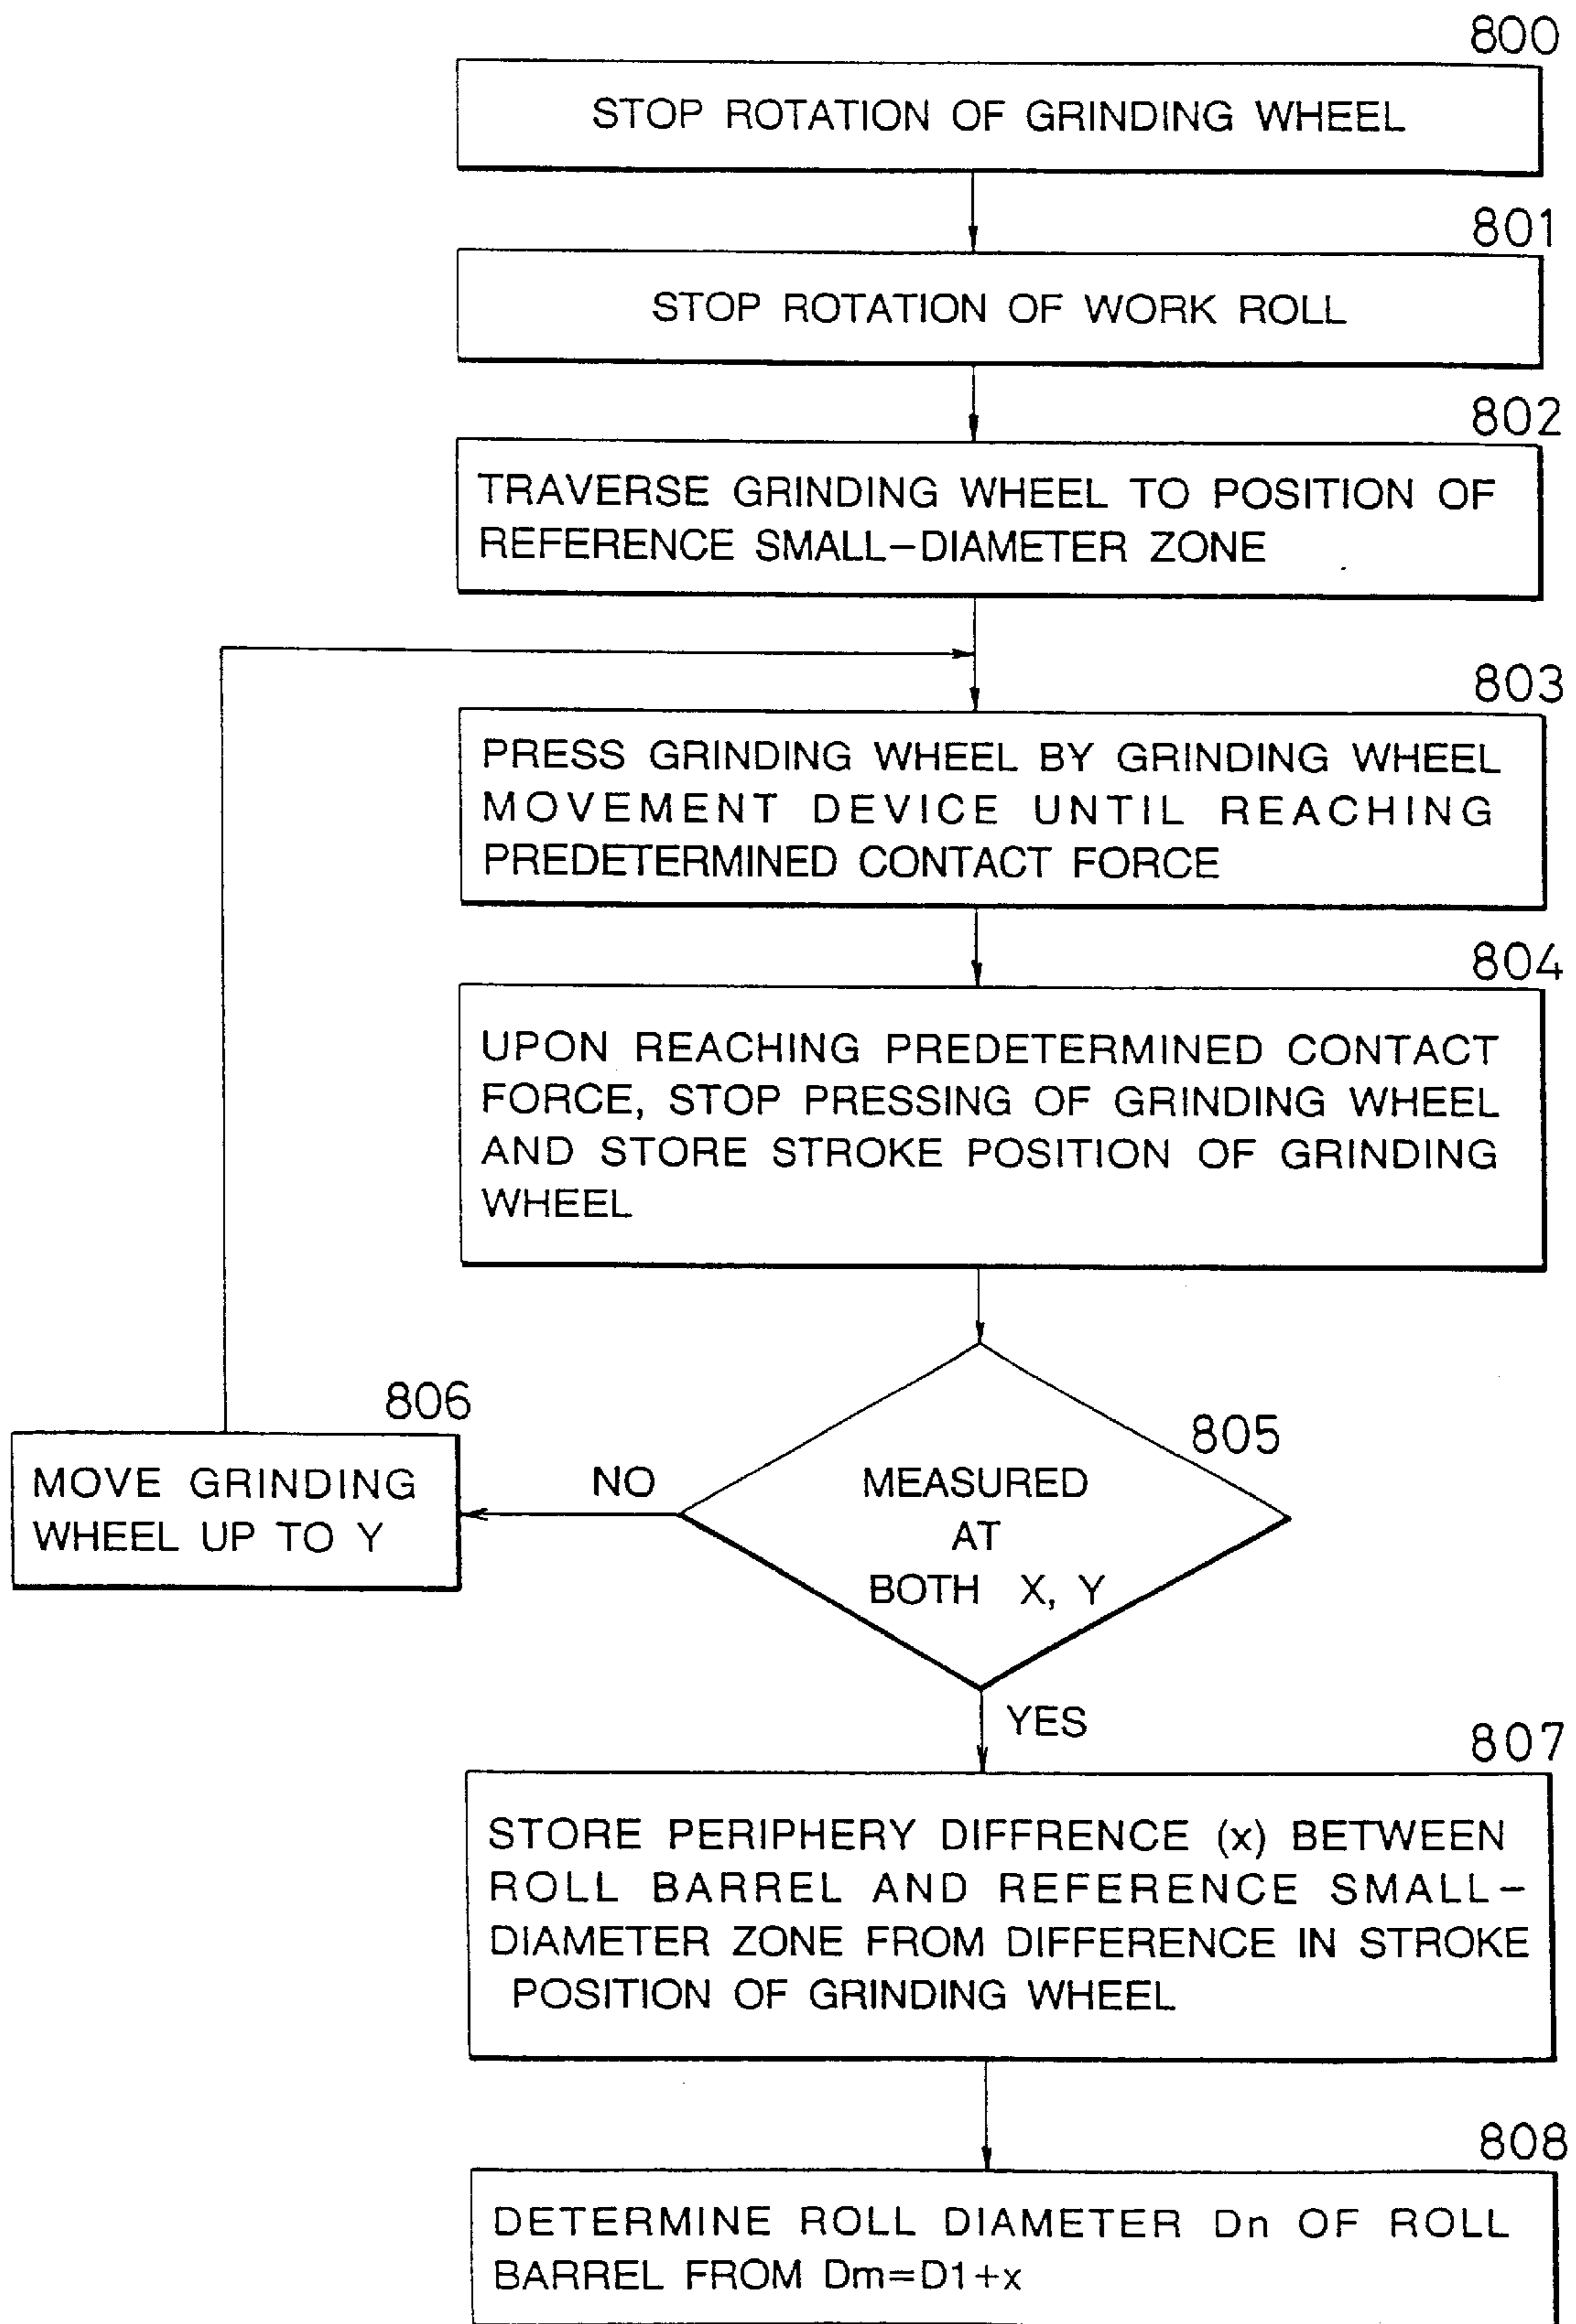 800
STOP ROTATION OF GRINDING WHEEL
801
STOP ROTATION OF WORK ROLL
802
TRAVERSE GRINDING WHEEL TO POSITION OF
REFERENCE SMALL-DIAMETER ZONE
803
PRESS GRINDING WHEEL BY GRINDING WHEEL
MOVEMENT DEVICE UNTIL REACHING
PREDETERMINED CONTACT FORCE
804
UPON REACHING PREDETERMINED CONTACT
FORCE, STOP PRESSING OF GRINDING WHEEL
AND STORE STROKE POSITION OF GRINDING
WHEEL
805
MEASURED
AT
BOTH X, Y
NO
806
MOVE GRINDING
WHEEL UP TO Y
YES
807
STORE PERIPHERY DIFFRENCE (x) BETWEEN
ROLL BARREL AND REFERENCE SMALL-
DIAMETER ZONE FROM DIFFERENCE IN STROKE
POSITION OF GRINDING WHEEL
808
DETERMINE ROLL DIAMETER Dn OF ROLL
BARREL FROM Dm=D1+x